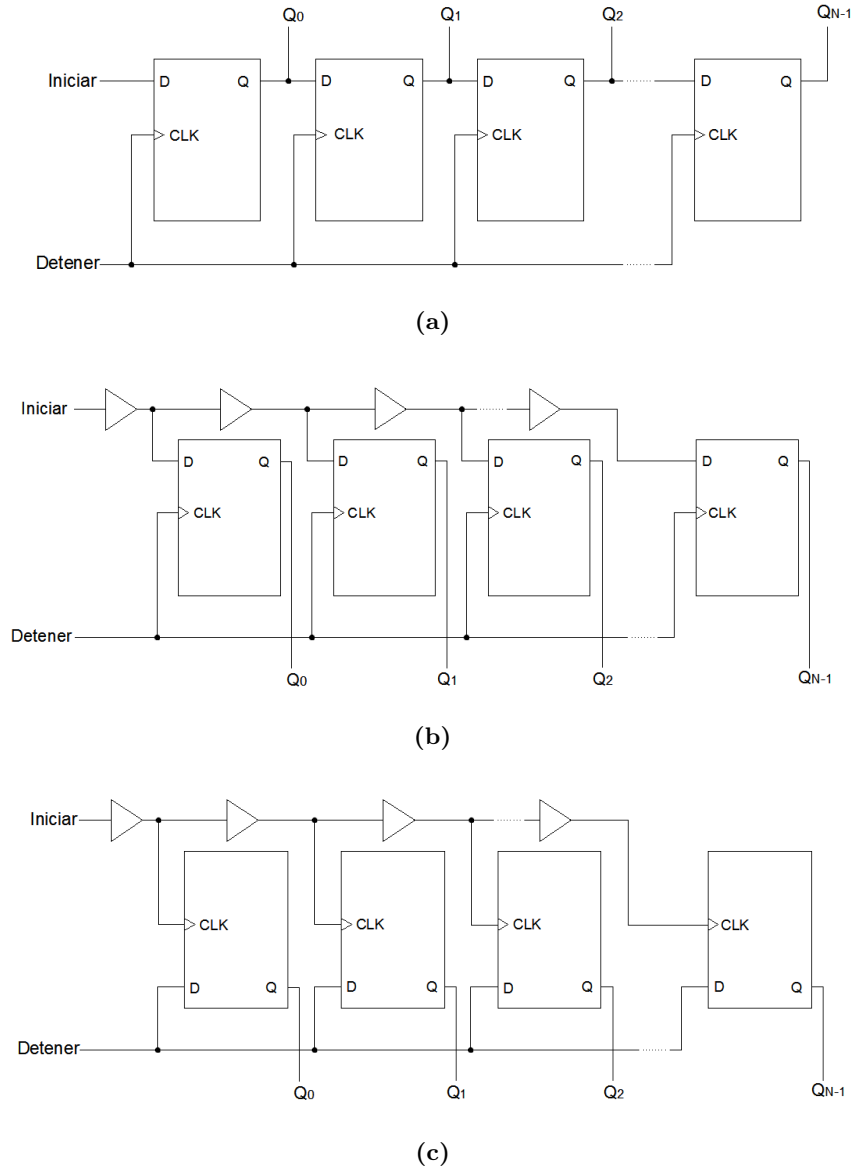 Q0 Q1 Q2 QN-1
Iniciar D Q D Q D Q D Q
CLK CLK CLK CLK
Detener
(a)
Iniciar
D Q D Q D Q D Q
CLK CLK CLK CLK
Detener
Q0 Q1 Q2 QN-1
(b)
Iniciar
CLK CLK CLK CLK
D Q D Q D Q D Q
Detener
Q0 Q1 Q2 QN-1
(c)